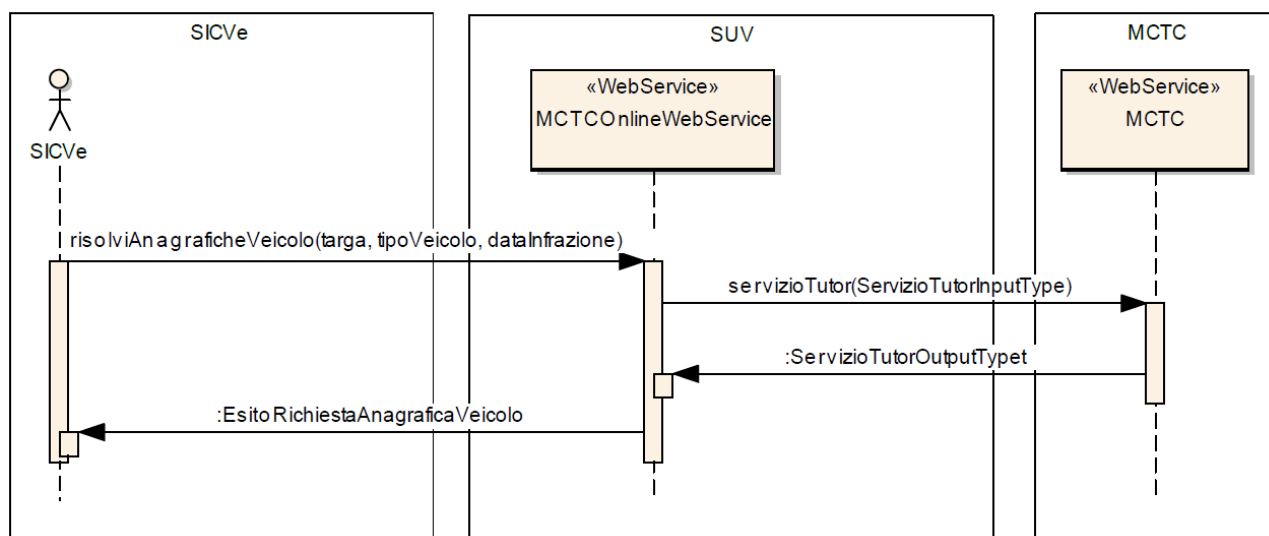 SICVe
SUV
MCTC
«WebService»
MCTCOnlineWebService
«WebService»
MCTC
SICVe
risolviAnagraficheVeicolo(targa, tipoVeicolo, dataInfrazione)
servizioTutor(ServizioTutorInputType)
:ServizioTutorOutputTypet
:EsitoRichiestaAnagraficaVeicolo